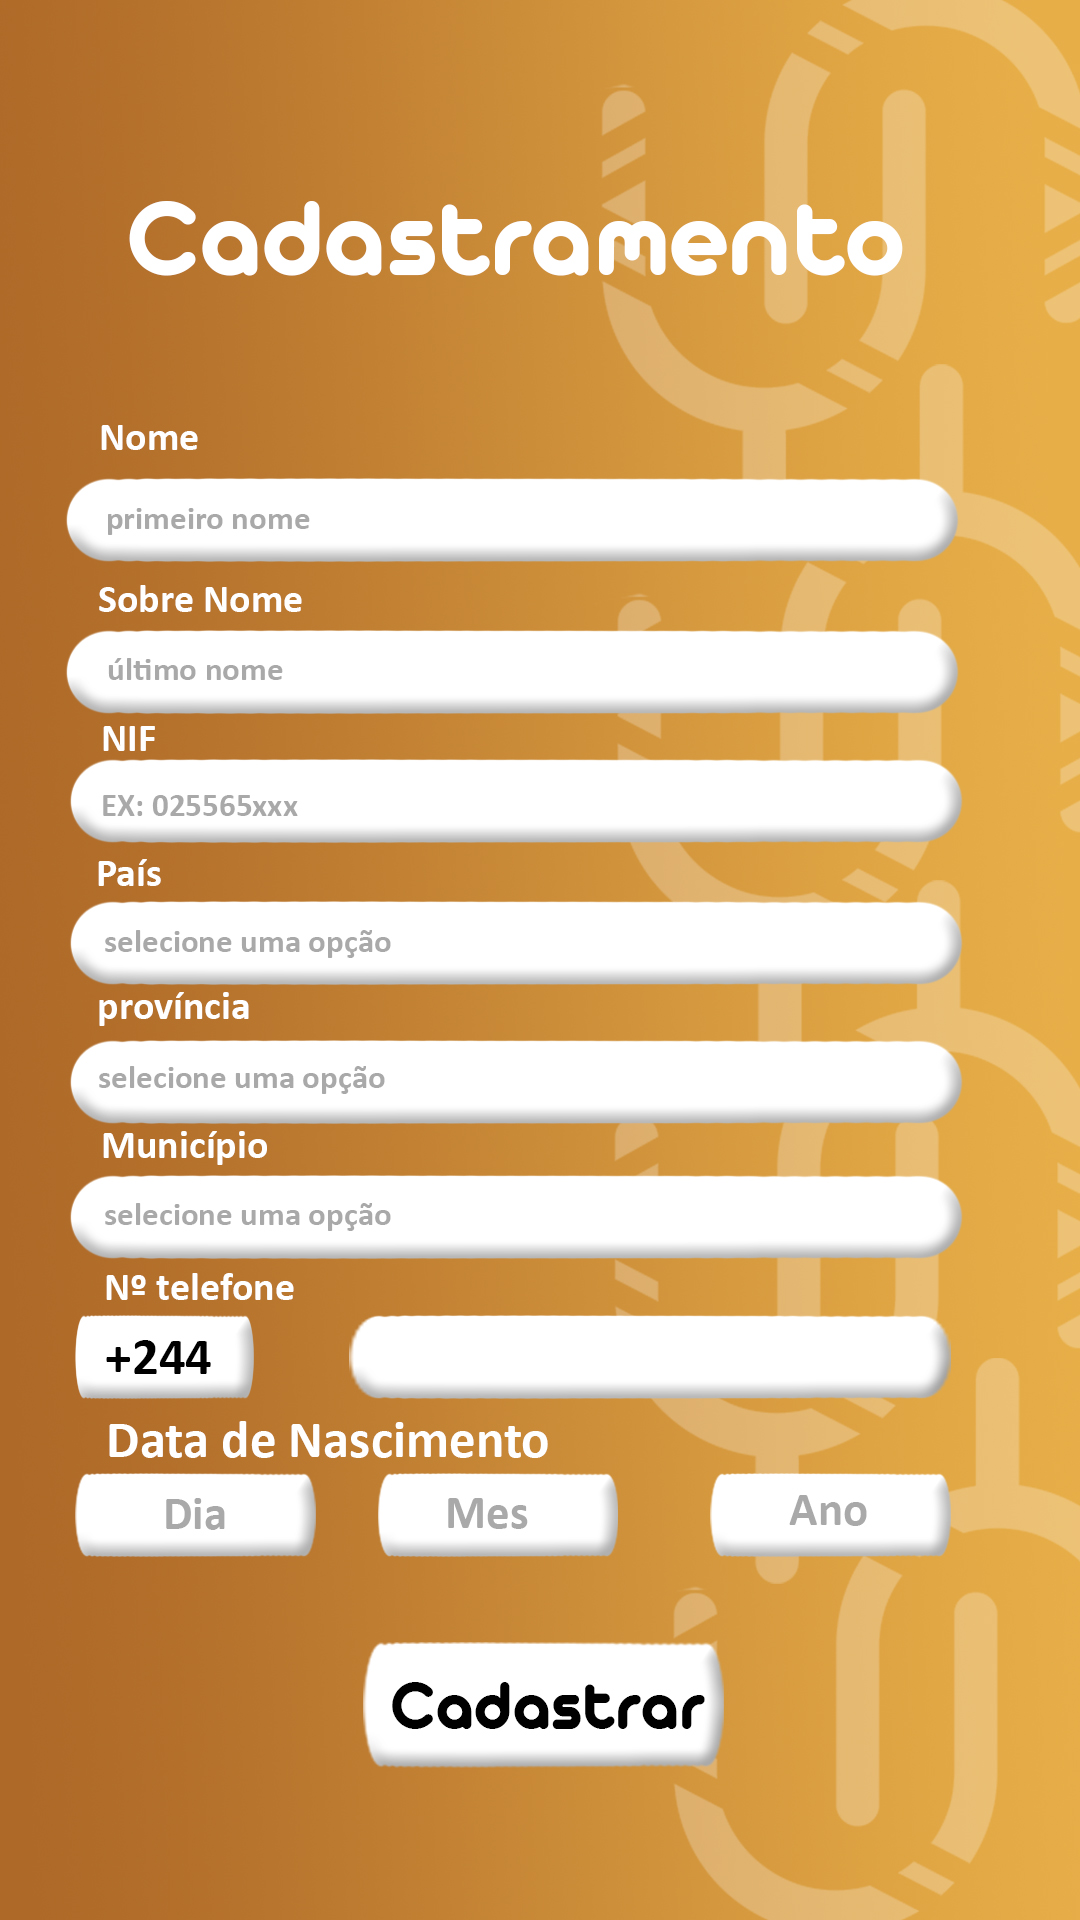 Cadastramento
Nome
primeiro nome
Sobre Nome
último nome
NIF
EX: 025565xxx
País
selecione uma opção
província
selecione uma opção
Município
selecione uma opção
Nº telefone
+244
Data de Nascimento
Dia Mes Ano
Cadastrar